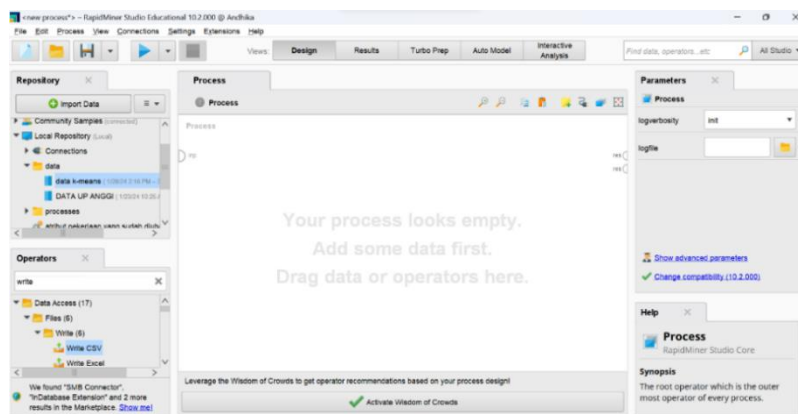 <new process*> – RapidMiner Studio Educational 10.2.000 @ Andhika
File Edit Process View Connections Settings Extensions Help
Views: Design Results Turbo Prep Auto Model Interactive Analysis
Find data, operators...etc All Studio
Repository
Import Data
Community Samples (connected)
Local Repository (Local)
Connections
data
data k-means
DATA UP ANGGI
processes
Operators
write
Data Access (17)
Files (6)
Write (6)
Write CSV
Write Excel
We found "SMB Connector",
"InDatabase Extension" and 2 more
results in the Marketplace. Show me!
Process
Process
Process
Your process looks empty.
Add some data first.
Drag data or operators here.
Leverage the Wisdom of Crowds to get operator recommendations based on your process design!
Activate Wisdom of Crowds
Parameters
Process
logverbosity init
logfile
Show advanced parameters
Change compatibility (10.2.000)
Help
Process
RapidMiner Studio Core
Synopsis
The root operator which is the outer
most operator of every process.